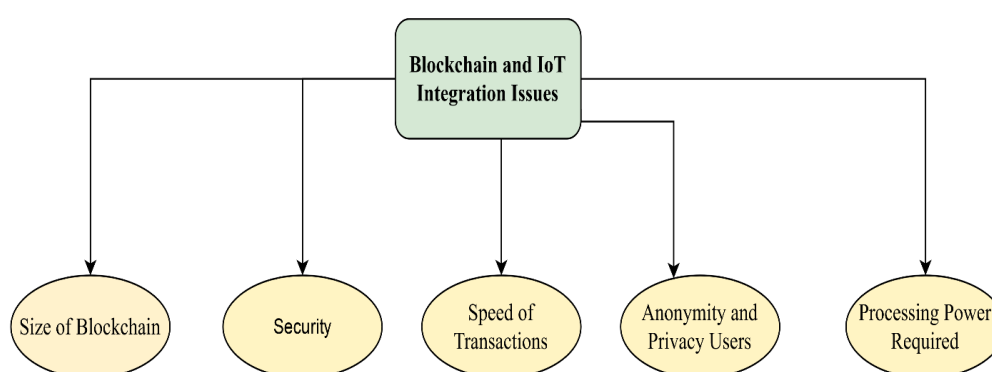 Blockchain and IoT
Integration Issues
Size of Blockchain
Security
Speed of
Transactions
Anonymity and
Privacy Users
Processing Power
Required